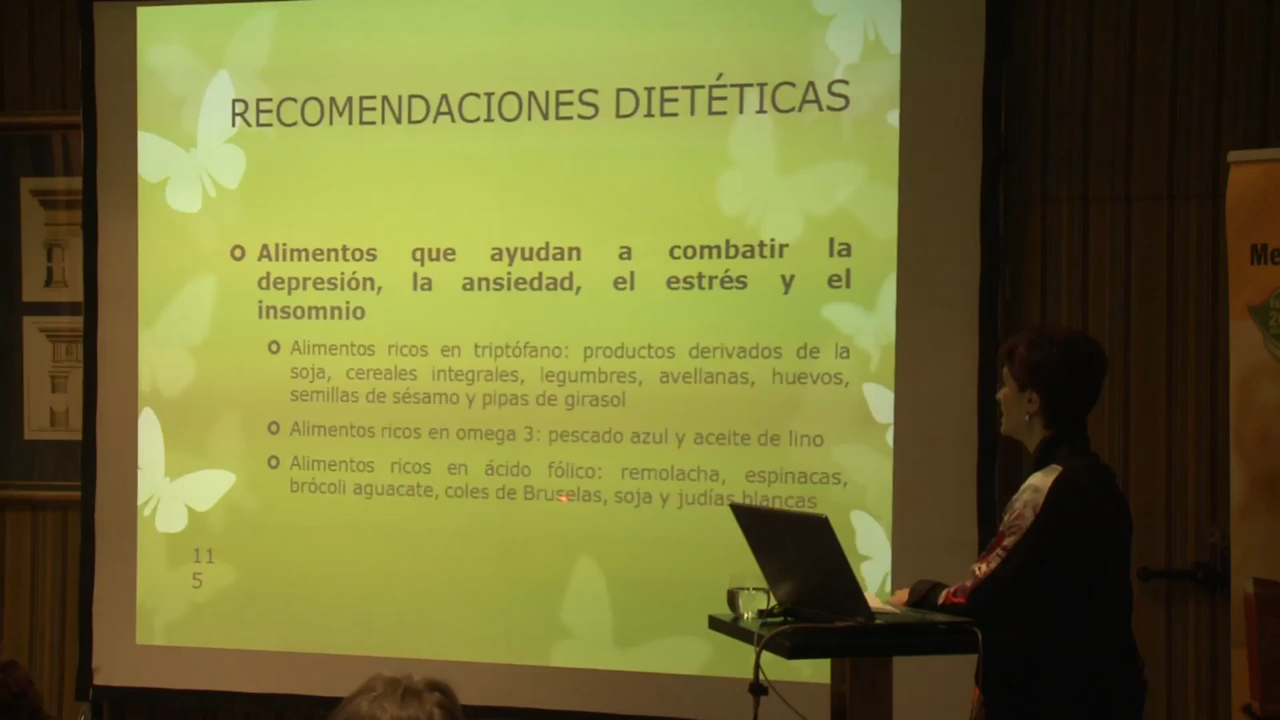 RECOMENDACIONES DIETÉTICAS
Alimentos que ayudan a combatir la
depresión, la ansiedad, el estrés y el
insomnio
Alimentos ricos en triptófano: productos derivados de la
soja, cereales integrales, legumbres, avellanas, huevos,
semillas de sésamo y pipas de girasol
Alimentos ricos en omega 3: pescado azul y aceite de lino
Alimentos ricos en ácido fólico: remolacha, espinacas,
brócoli aguacate, coles de Bruselas, soja y judías blancas
11
5
Me